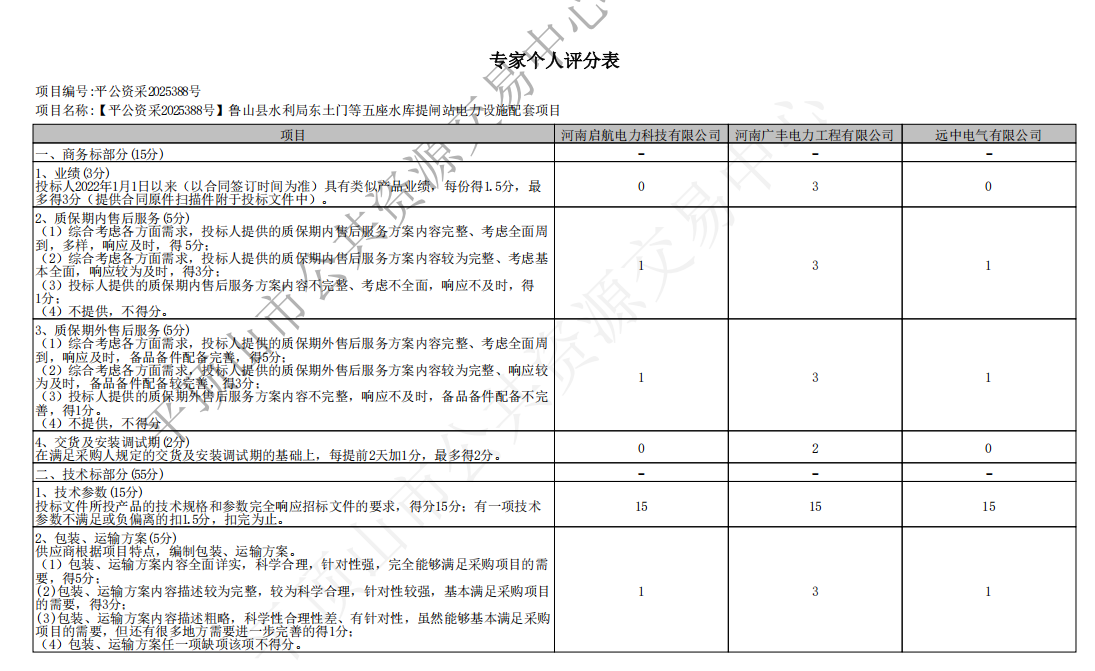 专家个人评分表
项目编号:平公资采2025388号
项目名称:【平公资采2025388号】鲁山县水利局东土门等五座水库提闸站电力设施配套项目
项目 河南启航电力科技有限公司 河南广丰电力工程有限公司 远中电气有限公司
一、商务标部分(15分) - - -
1、业绩(3分)
投标人2022年1月1日以来（以合同签订时间为准）具有类似产品业绩，每份得1.5分，最
多得3分（提供合同原件扫描件附于投标文件中）。
0 3 0
2、质保期内售后服务(5分)
（1）综合考虑各方面需求，投标人提供的质保期内售后服务方案内容完整、考虑全面周
到，多样，响应及时，得 5分；
（2）综合考虑各方面需求，投标人提供的质保期内售后服务方案内容较为完整、考虑基
本全面，响应较为及时，得3分；
（3）投标人提供的质保期内售后服务方案内容不完整、考虑不全面，响应不及时，得
1分；
（4）不提供，不得分。
1 3 1
3、质保期外售后服务(5分)
（1）综合考虑各方面需求，投标人提供的质保期外售后服务方案内容完整、考虑全面周
到，响应及时，备品备件配备完善，得5分；
（2）综合考虑各方面需求，投标人提供的质保期外售后服务方案内容较为完整、响应较
为及时，备品备件配备较完善，得3分；
（3）投标人提供的质保期外售后服务方案内容不完整，响应不及时，备品备件配备不完
善，得1分。
（4）不提供，不得分
1 3 1
4、交货及安装调试期(2分)
在满足采购人规定的交货及安装调试期的基础上，每提前2天加1分，最多得2分。
0 2 0
二、技术标部分(55分) - - -
1、技术参数(15分)
投标文件所投产品的技术规格和参数完全响应招标文件的要求，得分15分；有一项技术
参数不满足或负偏离的扣1.5分，扣完为止。
15 15 15
2、包装、运输方案(5分)
供应商根据项目特点，编制包装、运输方案。
（1）包装、运输方案内容全面详实，科学合理，针对性强，完全能够满足采购项目的需
要，得5分；
(2)包装、运输方案内容描述较为完整，较为科学合理，针对性较强，基本满足采购项目
的需要，得3分；
(3)包装、运输方案内容描述粗略，科学性合理性差、有针对性，虽然能够基本满足采购
项目的需要，但还有很多地方需要进一步完善的得1分；
（4）包装、运输方案任一项缺项该项不得分。
1 3 1
平顶山市公共资源交易中心
平顶山市公共资源交易中心